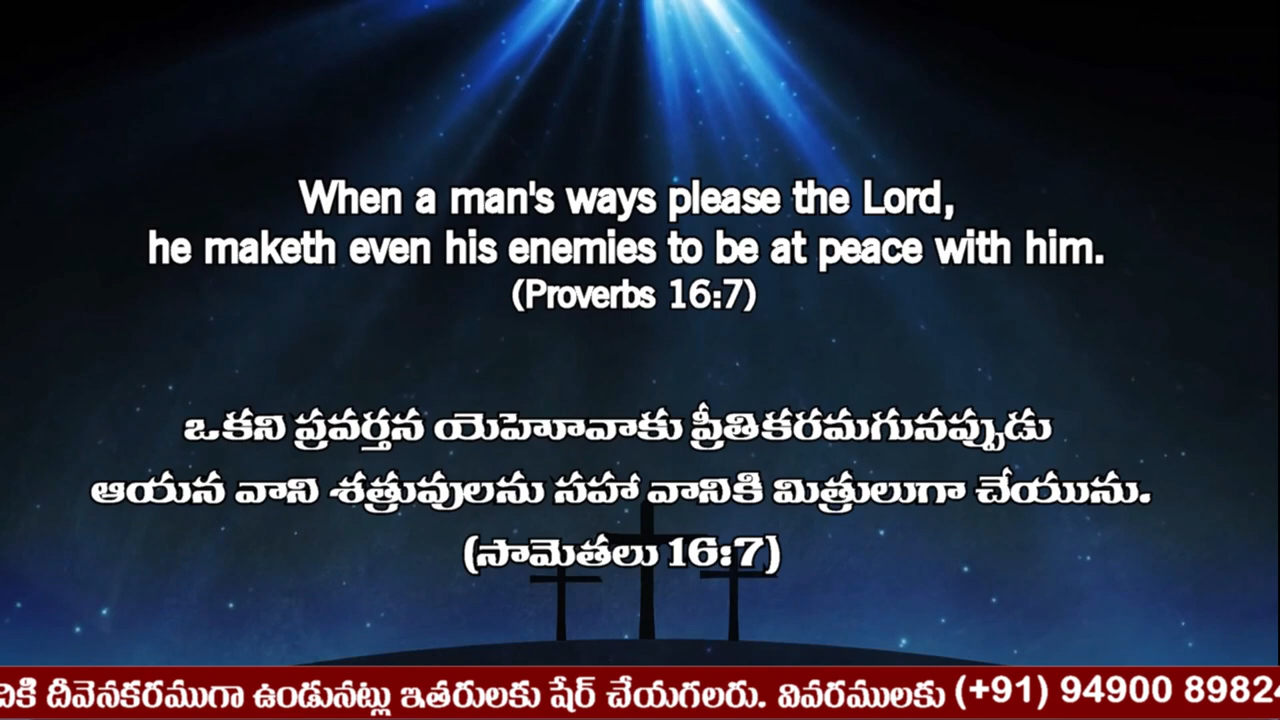 When a man's ways please the Lord,
he maketh even his enemies to be at peace with him.
(Proverbs 16:7)
ఒకని ప్రవర్తన యెహోవాకు ప్రీతికరమగునప్పుడు
ఆయన వాని శత్రువులను సహా వానికి మిత్రులుగా చేయును.
(సామెతలు 16:7)
దీవెనకరముగా ఉండునట్లు ఇతరులకు షేర్ చేయగలరు. వివరములకు (+91) 94900 8982